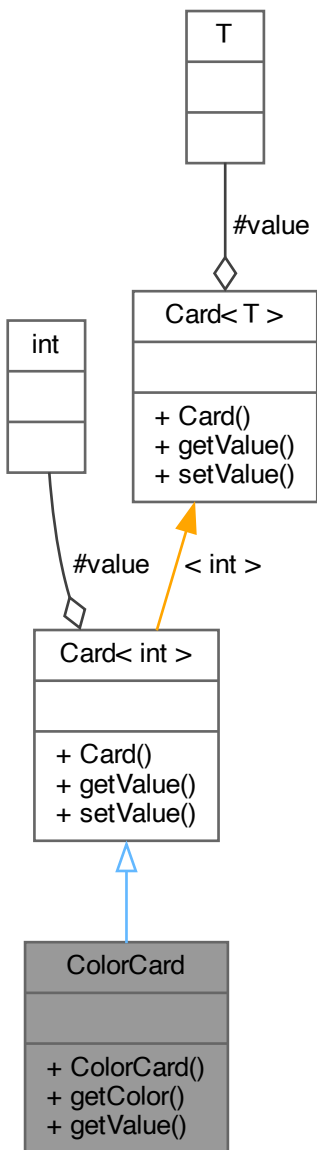 T
#value
Card< T >
+ Card()
+ getValue()
+ setValue()
int
#value
< int >
Card< int >
+ Card()
+ getValue()
+ setValue()
ColorCard
+ ColorCard()
+ getColor()
+ getValue()